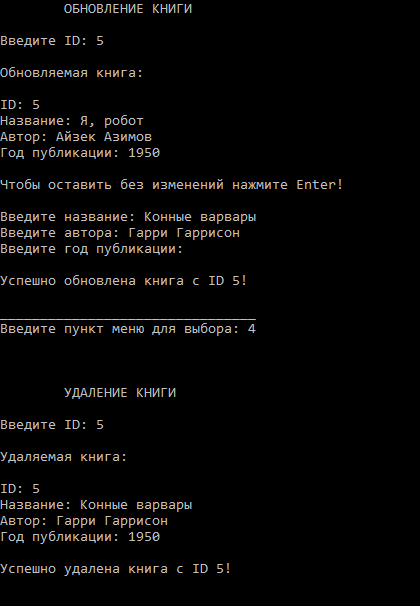 ОБНОВЛЕНИЕ КНИГИ
Введите ID: 5
Обновляемая книга:
ID: 5
Название: Я, робот
Автор: Айзек Азимов
Год публикации: 1950
Чтобы оставить без изменений нажмите Enter!
Введите название: Конные варвары
Введите автора: Гарри Гаррисон
Введите год публикации:
Успешно обновлена книга с ID 5!
________________________________
Введите пункт меню для выбора: 4
УДАЛЕНИЕ КНИГИ
Введите ID: 5
Удаляемая книга:
ID: 5
Название: Конные варвары
Автор: Гарри Гаррисон
Год публикации: 1950
Успешно удалена книга с ID 5!